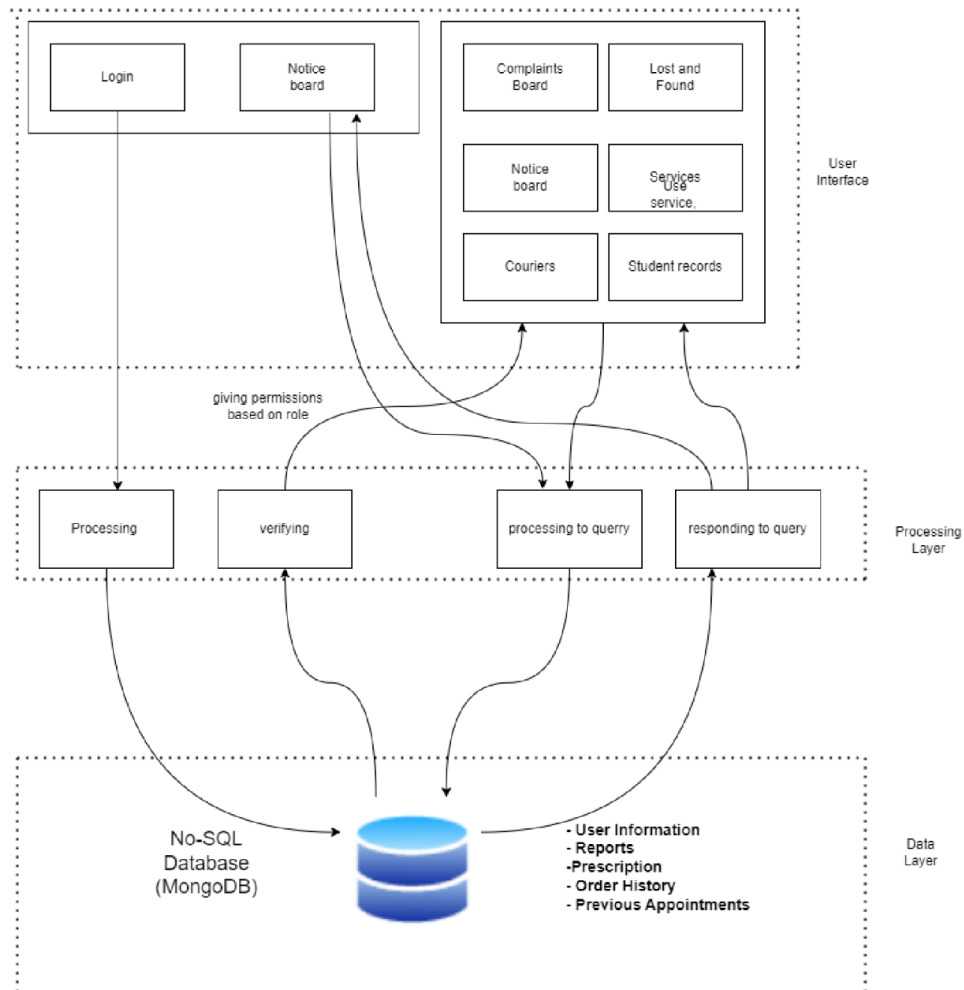 Login
Notice
board
Complaints
Board
Lost and
Found
Notice
board
Services
Use
service,
Couriers
Student records
User
Interface
giving permissions
based on role
Processing
verifying
processing to querry
responding to query
Processing
Layer
No-SQL
Database
(MongoDB)
- User Information
- Reports
-Prescription
- Order History
- Previous Appointments
Data
Layer